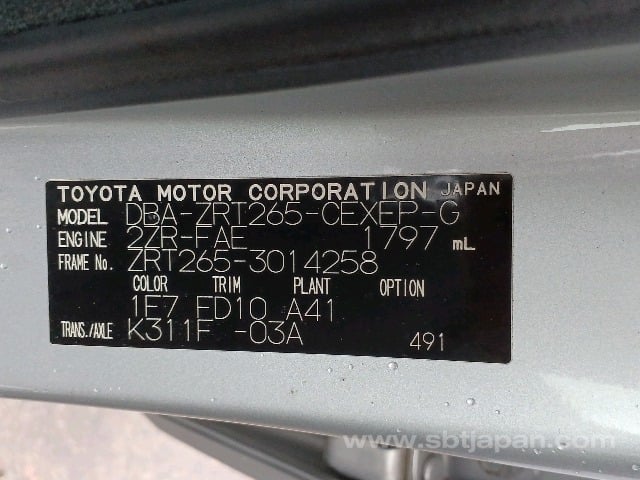 TOYOTA MOTOR CORPORATION JAPAN
MODEL DBA-ZRT265-CEXEP-G
ENGINE 2ZR-FAE 1797 mL
FRAME No. ZRT265-3014258
COLOR TRIM PLANT OPTION
1F7 FD10 A41
TRANS./AXLE K311F -03A 491
www.sbtjapan.com